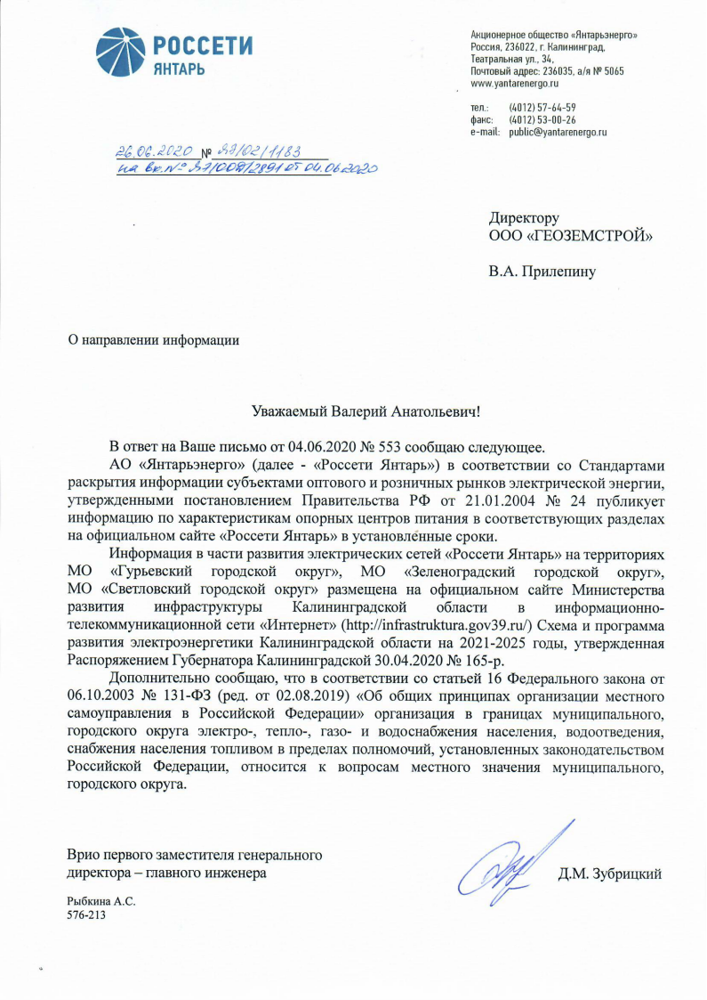 РОССЕТИ
ЯНТАРЬ
Акционерное общество «Янтарьэнерго»
Россия, 236022, г. Калининград,
Театральная ул., 34,
Почтовый адрес: 236035, а/я № 5065
www.yantarenergo.ru
тел.: (4012) 57-64-59
факс: (4012) 53-00-26
e-mail: public@yantarenergo.ru
26.06.2020 № ЯЭ/02/1183
на вх.№ ЯЭ/002/2891 от 04.06.2020
Директору
ООО «ГЕОЗЕМСТРОЙ»
В.А. Прилепину
О направлении информации
Уважаемый Валерий Анатольевич!
В ответ на Ваше письмо от 04.06.2020 № 553 сообщаю следующее.
АО «Янтарьэнерго» (далее - «Россети Янтарь») в соответствии со Стандартами
раскрытия информации субъектами оптового и розничных рынков электрической энергии,
утвержденными постановлением Правительства РФ от 21.01.2004 № 24 публикует
информацию по характеристикам опорных центров питания в соответствующих разделах
на официальном сайте «Россети Янтарь» в установленные сроки.
Информация в части развития электрических сетей «Россети Янтарь» на территориях
МО «Гурьевский городской округ», МО «Зеленоградский городской округ»,
МО «Светловский городской округ» размещена на официальном сайте Министерства
развития инфраструктуры Калининградской области в информационно-
телекоммуникационной сети «Интернет» (http://infrastruktura.gov39.ru/) Схема и программа
развития электроэнергетики Калининградской области на 2021-2025 годы, утвержденная
Распоряжением Губернатора Калининградской 30.04.2020 № 165-р.
Дополнительно сообщаю, что в соответствии со статьей 16 Федерального закона от
06.10.2003 № 131-ФЗ (ред. от 02.08.2019) «Об общих принципах организации местного
самоуправления в Российской Федерации» организация в границах муниципального,
городского округа электро-, тепло-, газо- и водоснабжения населения, водоотведения,
снабжения населения топливом в пределах полномочий, установленных законодательством
Российской Федерации, относится к вопросам местного значения муниципального,
городского округа.
Врио первого заместителя генерального
директора – главного инженера
Д.М. Зубрицкий
Рыбкина А.С.
576-213